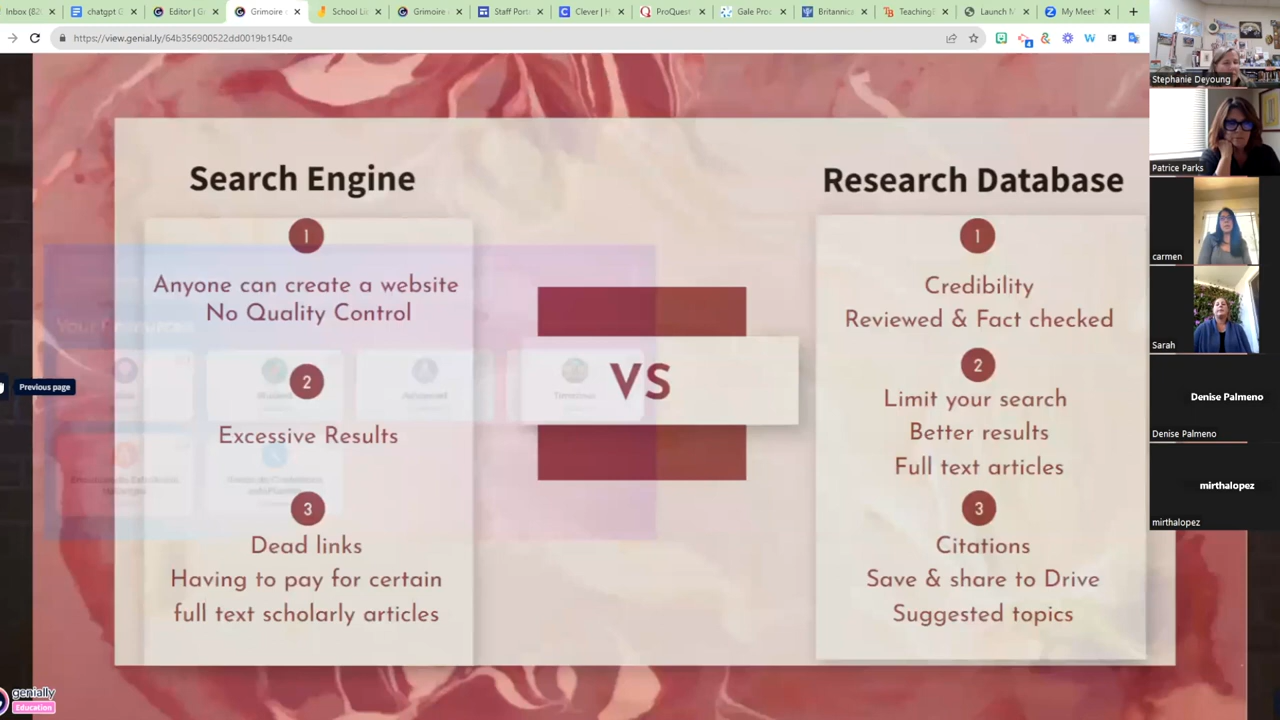 Inbox (82
chatgpt
Editor | G
Grimoire
School Li
Grimoire
Staff Port
Clever | H
ProQuest
Gale Pro
Britannica
Teaching
Launch M
My Meet
https://view.genial.ly/64b356900522dd0019b1540e
Search Engine
1
Anyone can create a website
No Quality Control
2
Excessive Results
3
Dead links
Having to pay for certain
full text scholarly articles
VS
Research Database
1
Credibility
Reviewed & Fact checked
2
Limit your search
Better results
Full text articles
3
Citations
Save & share to Drive
Suggested topics
Previous page
genially
Education
Stephanie Deyoung
Patrice Parks
carmen
Sarah
Denise Palmeno
Denise Palmeno
mirthalopez
mirthalopez